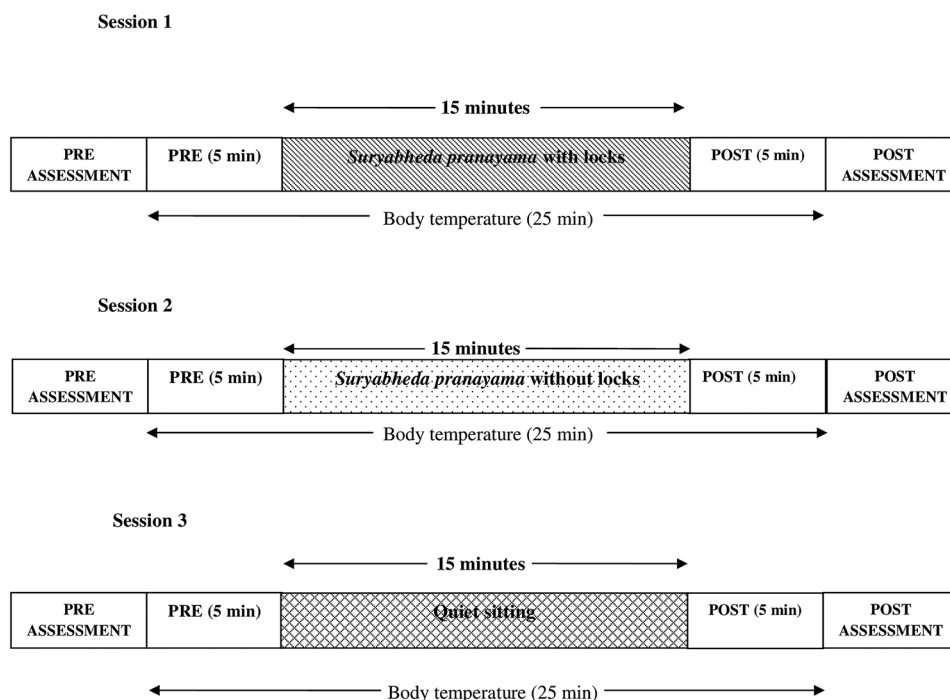 Session 1
15 minutes
PRE ASSESSMENT
PRE (5 min)
Suryabheda pranayama with locks
POST (5 min)
POST ASSESSMENT
Body temperature (25 min)
Session 2
15 minutes
PRE ASSESSMENT
PRE (5 min)
Suryabheda pranayama without locks
POST (5 min)
POST ASSESSMENT
Body temperature (25 min)
Session 3
15 minutes
PRE ASSESSMENT
PRE (5 min)
Quiet sitting
POST (5 min)
POST ASSESSMENT
Body temperature (25 min)